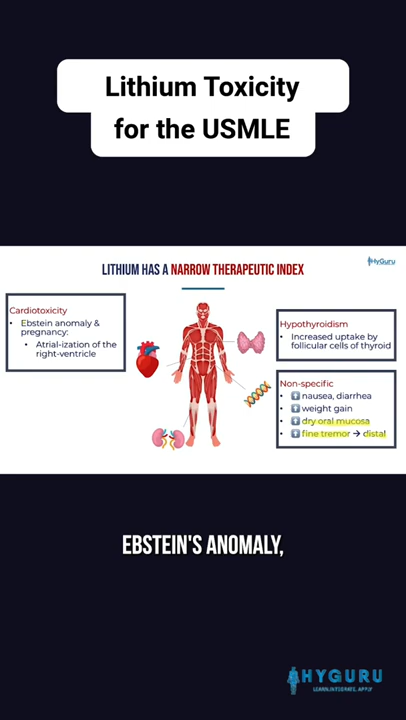 Lithium Toxicity
for the USMLE
LITHIUM HAS A NARROW THERAPEUTIC INDEX
HyGuru
Cardiotoxicity
• Ebstein anomaly &
pregnancy:
• Atrial-ization of the
right-ventricle
Hypothyroidism
• Increased uptake by
follicular cells of thyroid
Non-specific
• ⬆ nausea, diarrhea
• ⬆ weight gain
• ⬆ dry oral mucosa
• ⬆ fine tremor → distal
EBSTEIN'S ANOMALY,
HYGURU
LEARN, INTEGRATE, APPLY